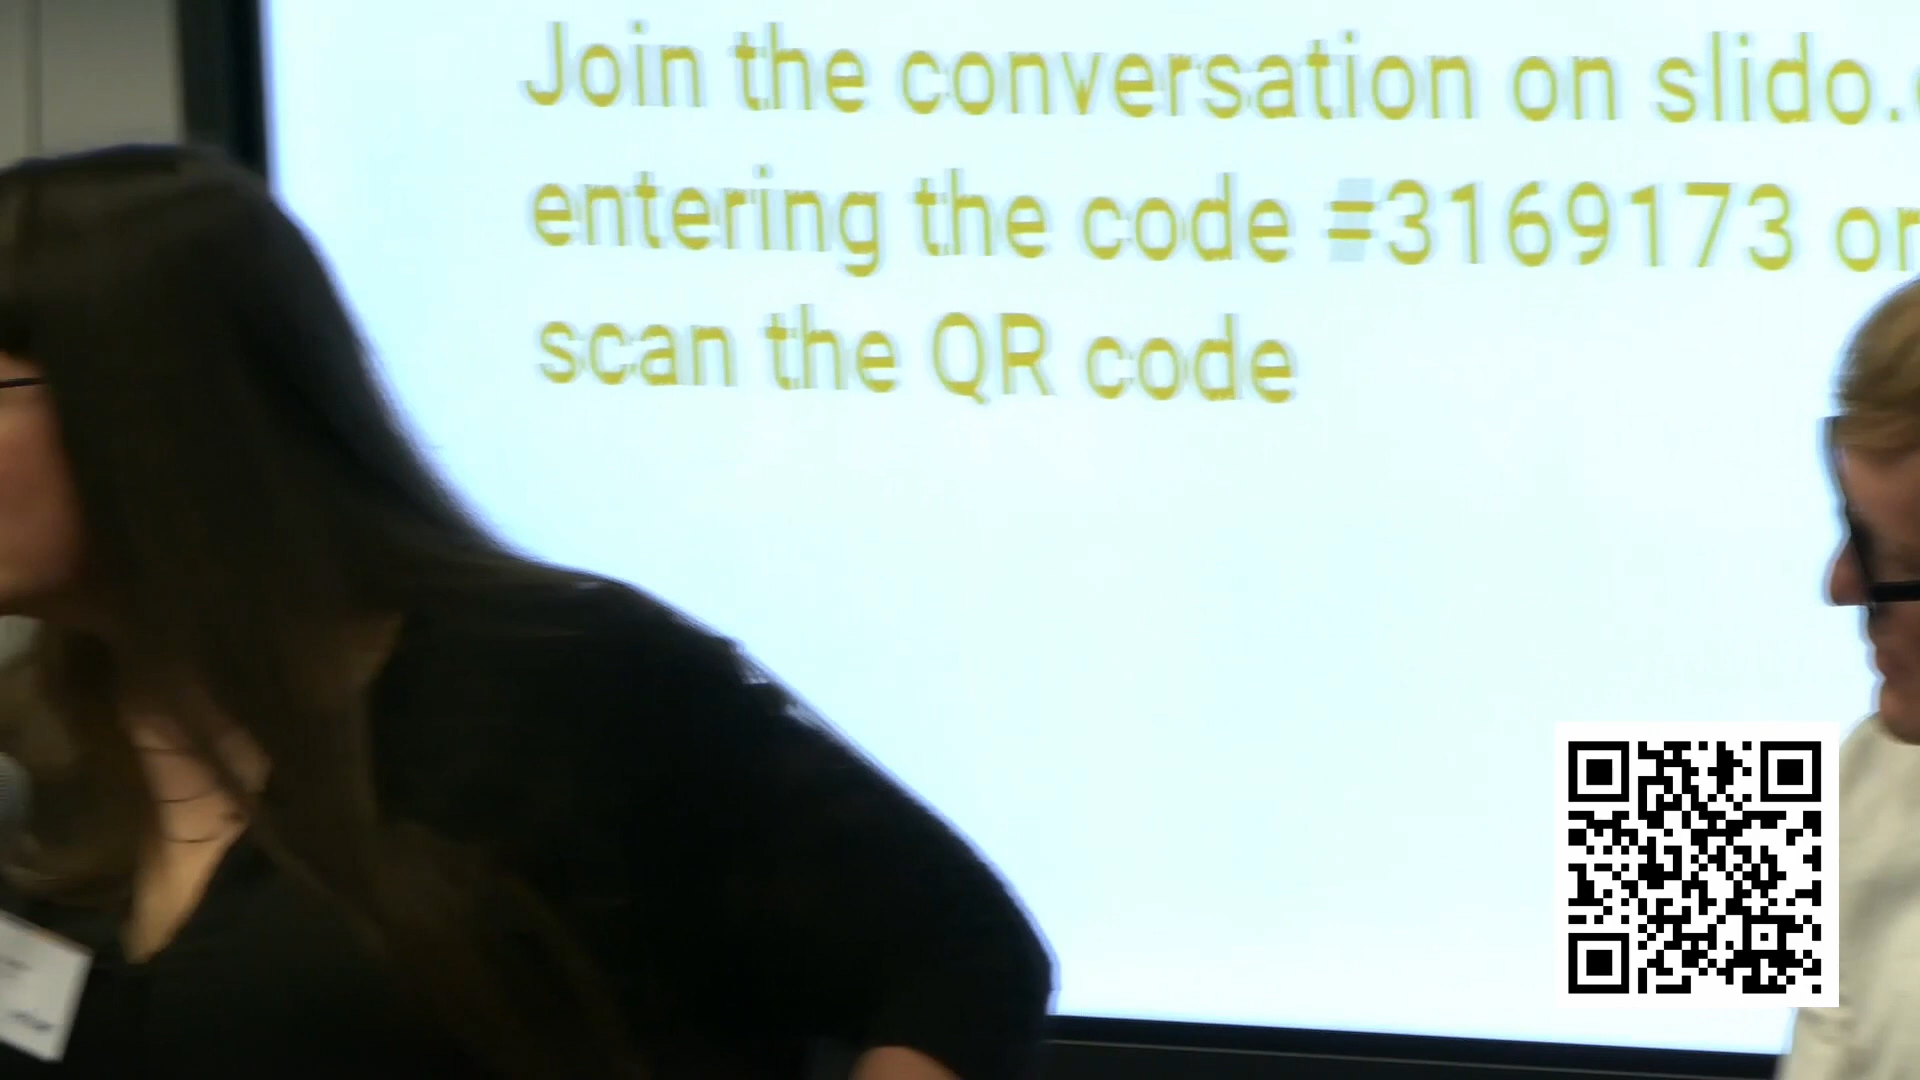 Join the conversation on slido.
entering the code #3169173 or
scan the QR code